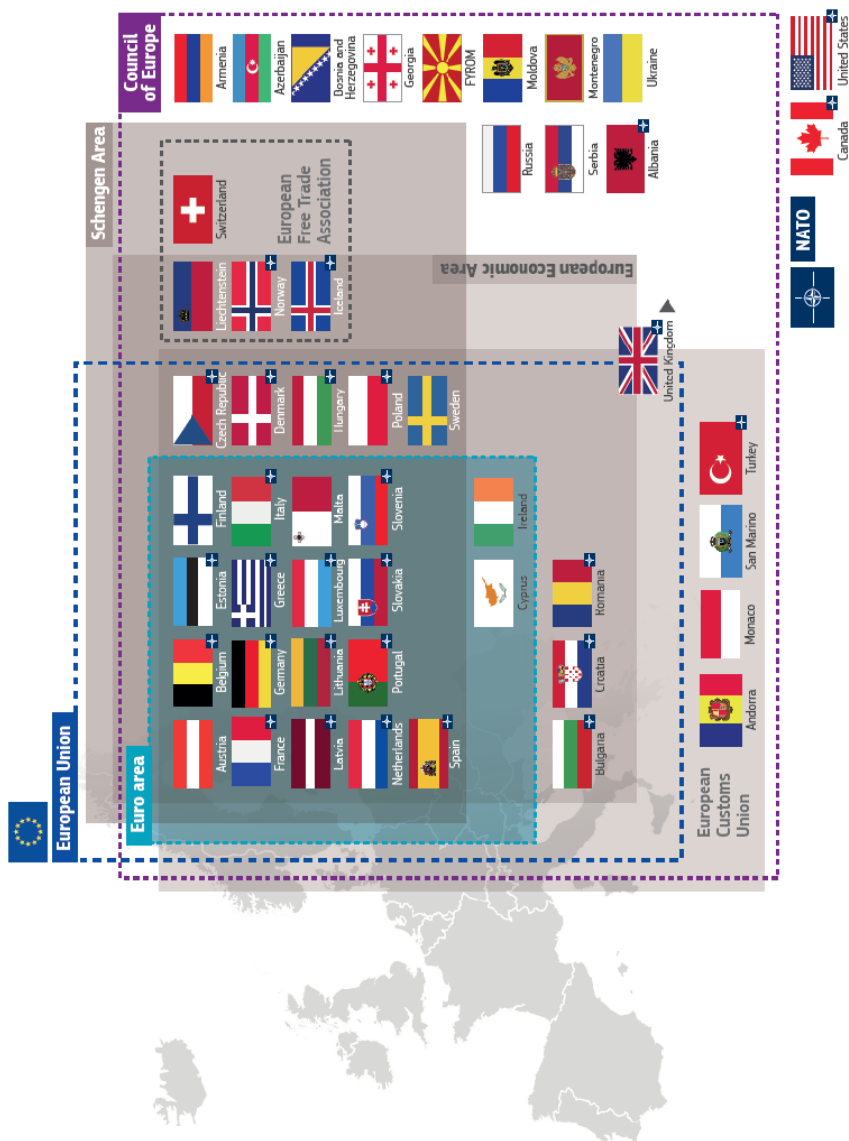 European Union
Schengen Area
Euro area
Council
of Europe
Austria
Belgium
Estonia
Finland
Czech Republic
Liechtenstein
Switzerland
Armenia
France
Germany
Greece
Italy
Denmark
Norway
European
Free Trade
Association
Azerbaijan
Latvia
Lithuania
Luxembourg
Malta
Hungary
Iceland
Bosnia and
Herzegovina
Netherlands
Portugal
Slovakia
Slovenia
Poland
Georgia
Spain
Sweden
FYROM
Cyprus
Ireland
European Economic Area
Russia
Moldova
Bulgaria
Croatia
Romania
Serbia
Montenegro
Albania
Ukraine
United Kingdom
European
Customs
Union
Andorra
Monaco
San Marino
Turkey
NATO
Canada
United States